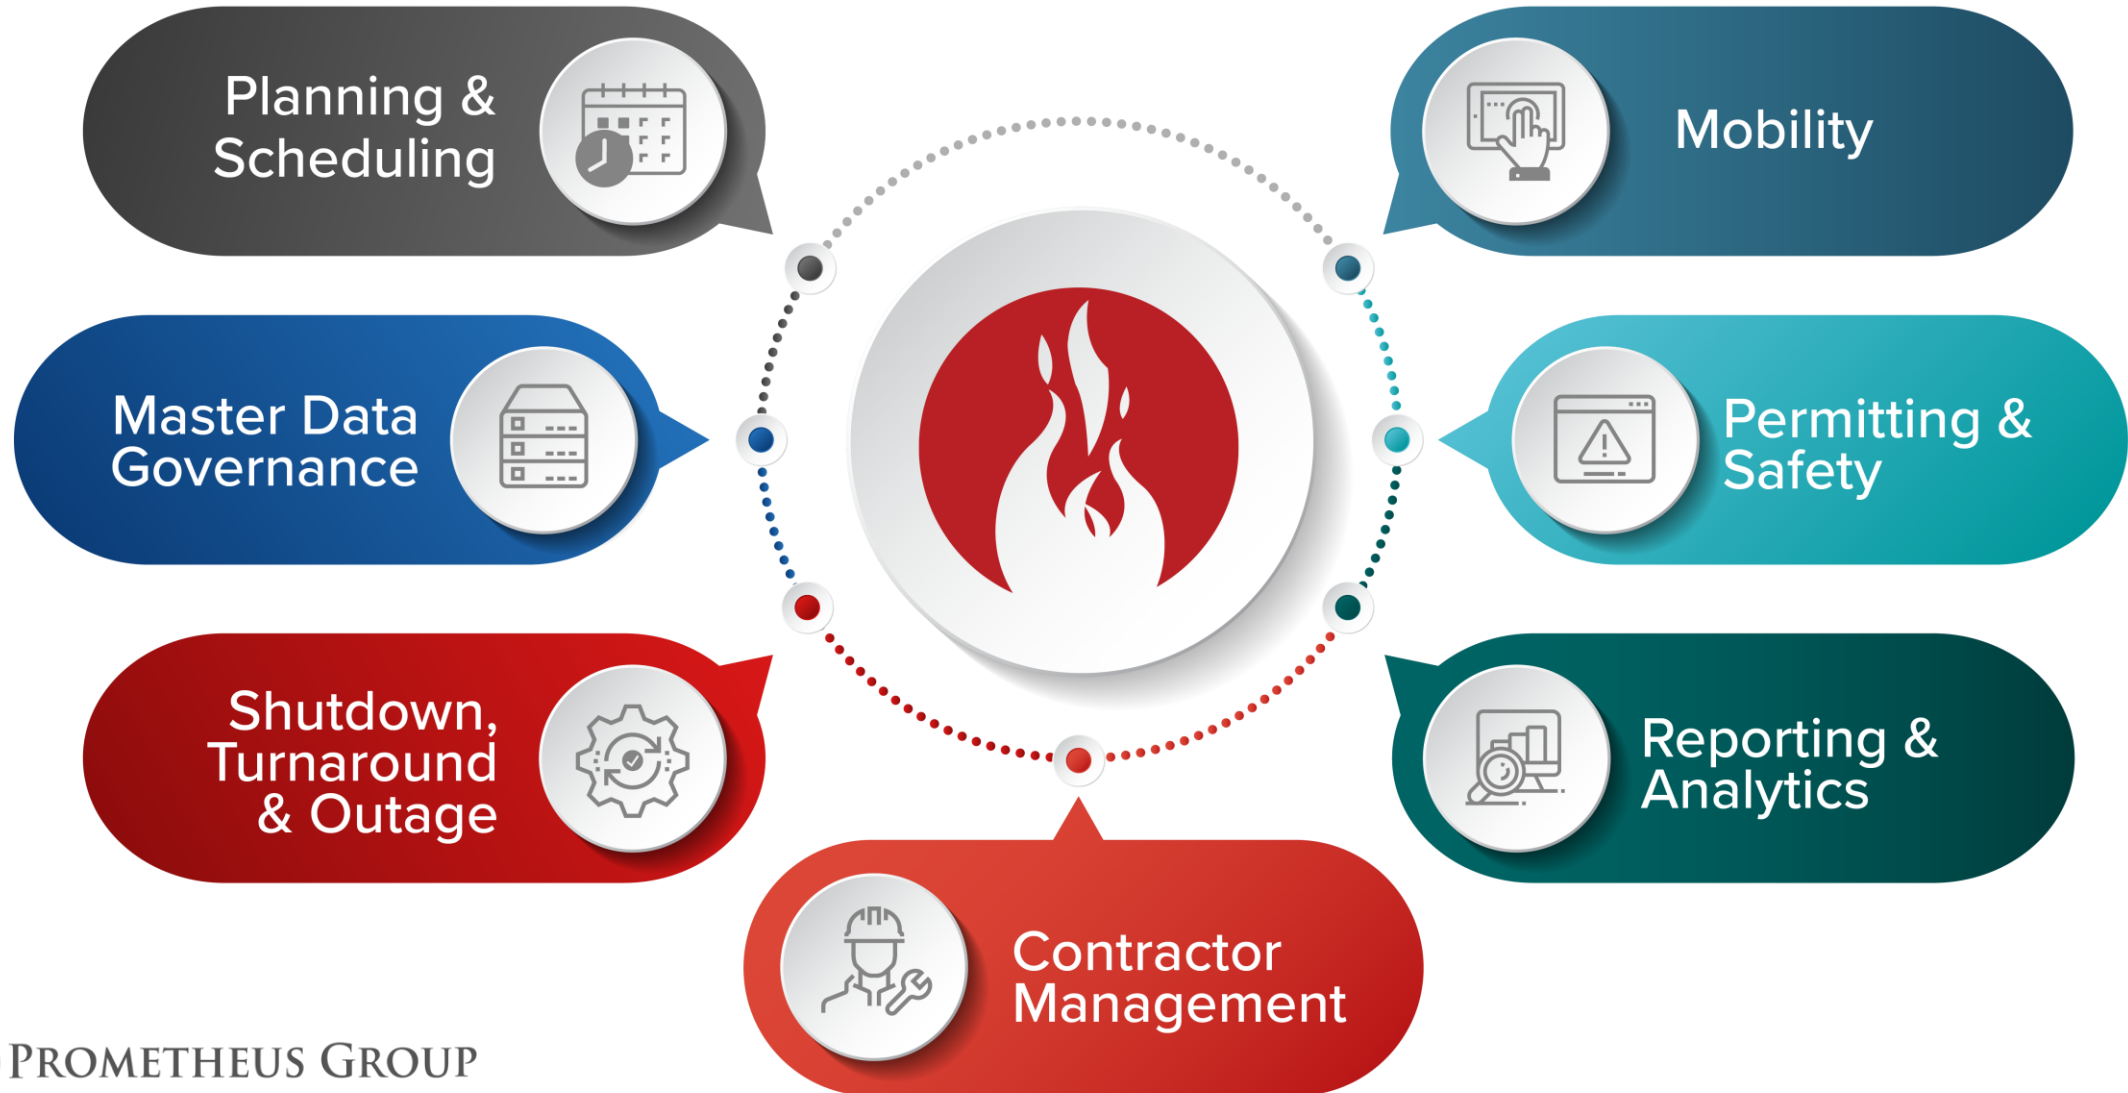 Planning &
Scheduling
Mobility
Master Data
Governance
Permitting &
Safety
Shutdown,
Turnaround
& Outage
Reporting &
Analytics
Contractor
Management
PROMETHEUS GROUP